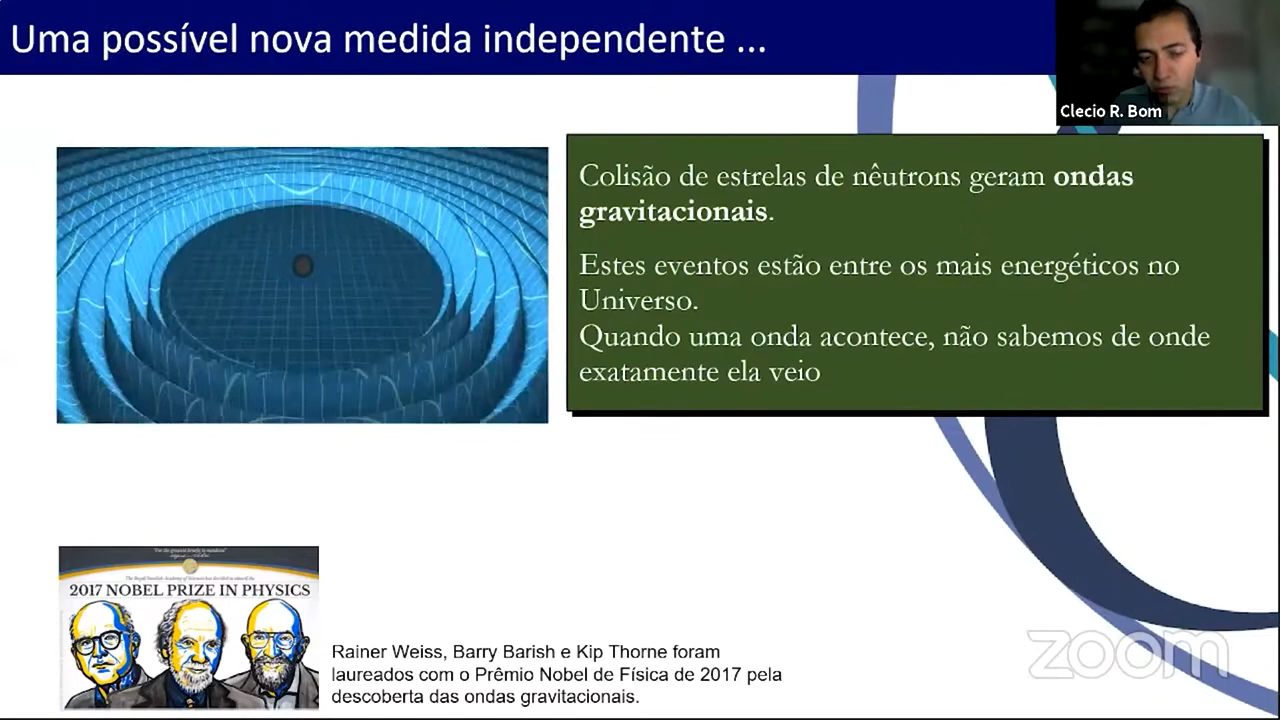 Uma possível nova medida independente ...
Clecio R. Bom
Colisão de estrelas de nêutrons geram ondas
gravitacionais.
Estes eventos estão entre os mais energéticos no
Universo.
Quando uma onda acontece, não sabemos de onde
exatamente ela veio
2017 NOBEL PRIZE IN PHYSICS
Rainer Weiss, Barry Barish e Kip Thorne foram
laureados com o Prêmio Nobel de Física de 2017 pela
descoberta das ondas gravitacionais.
zoom